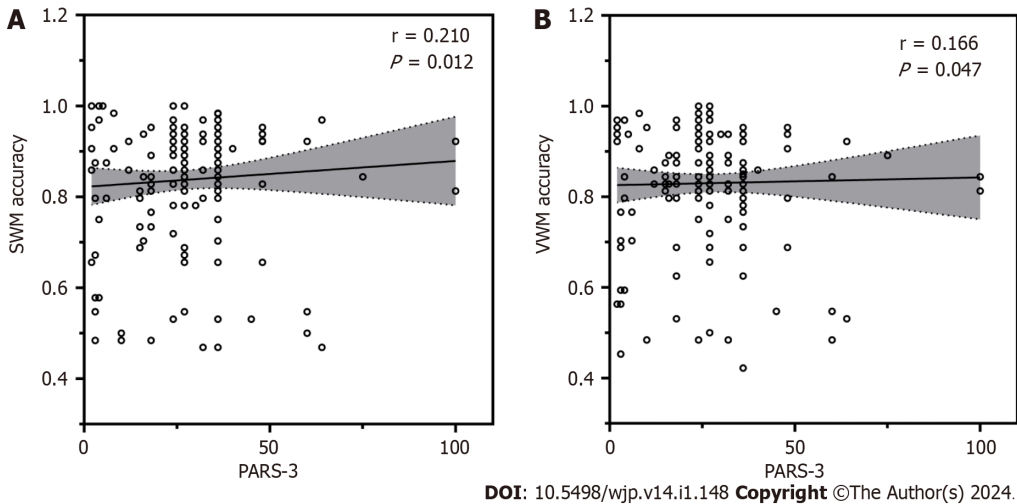 A
1.2
1.0
0.8
0.6
0.4
SWM accuracy
r = 0.210
P = 0.012
0
50
100
PARS-3
B
1.2
1.0
0.8
0.6
0.4
VWM accuracy
r = 0.166
P = 0.047
0
50
100
PARS-3
DOI: 10.5498/wjp.v14.i1.148 Copyright ©The Author(s) 2024.